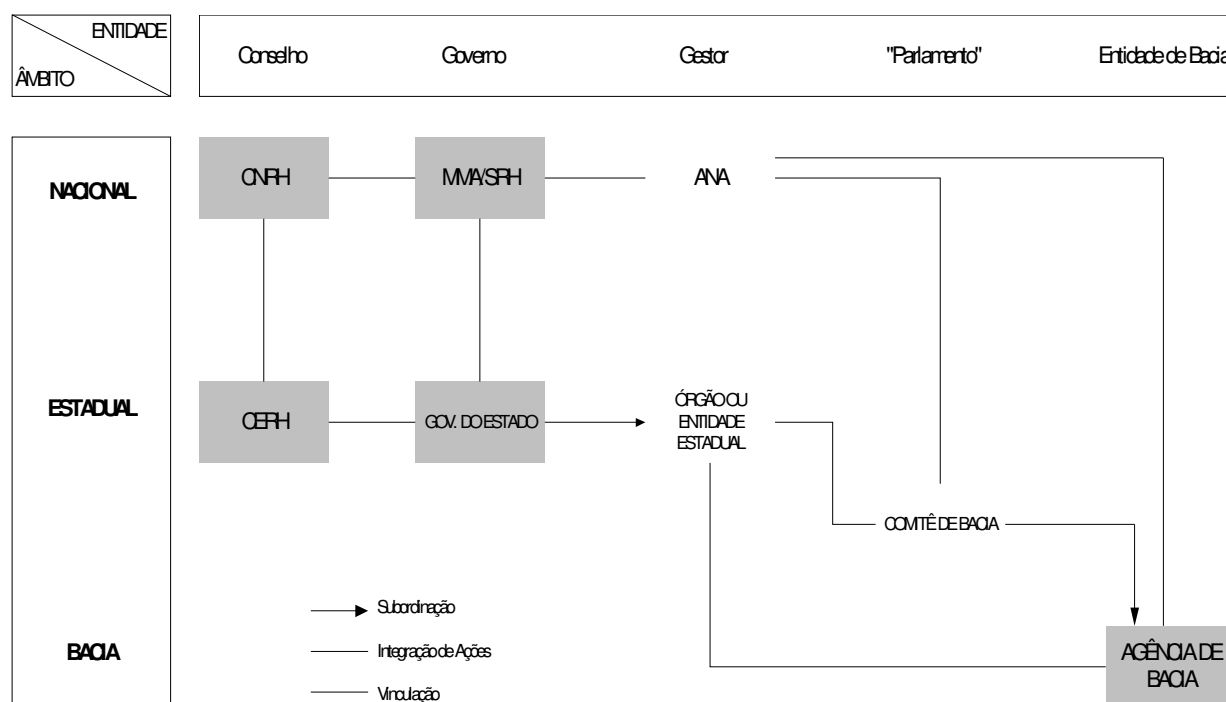 ENTIDADE
ÂMBITO
Conselho
Governo
Gestor
"Parlamento"
Entidade de Bacia
NACIONAL
CNRH
MMA/SRH
ANA
ESTADUAL
CERH
GOV. DO ESTADO
ÓRGÃO OU
ENTIDADE
ESTADUAL
COMITÊ DE BACIA
Subordinação
BACIA
Integração de Ações
AGÊNCIA DE
BACIA
Vinculação